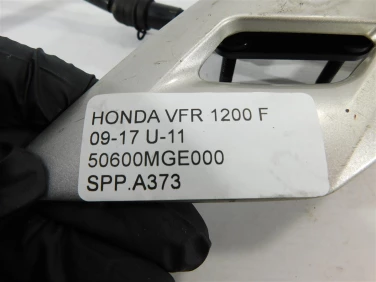 HONDA VFR 1200 F
09-17 U-11
50600MGE000
SPP.A373